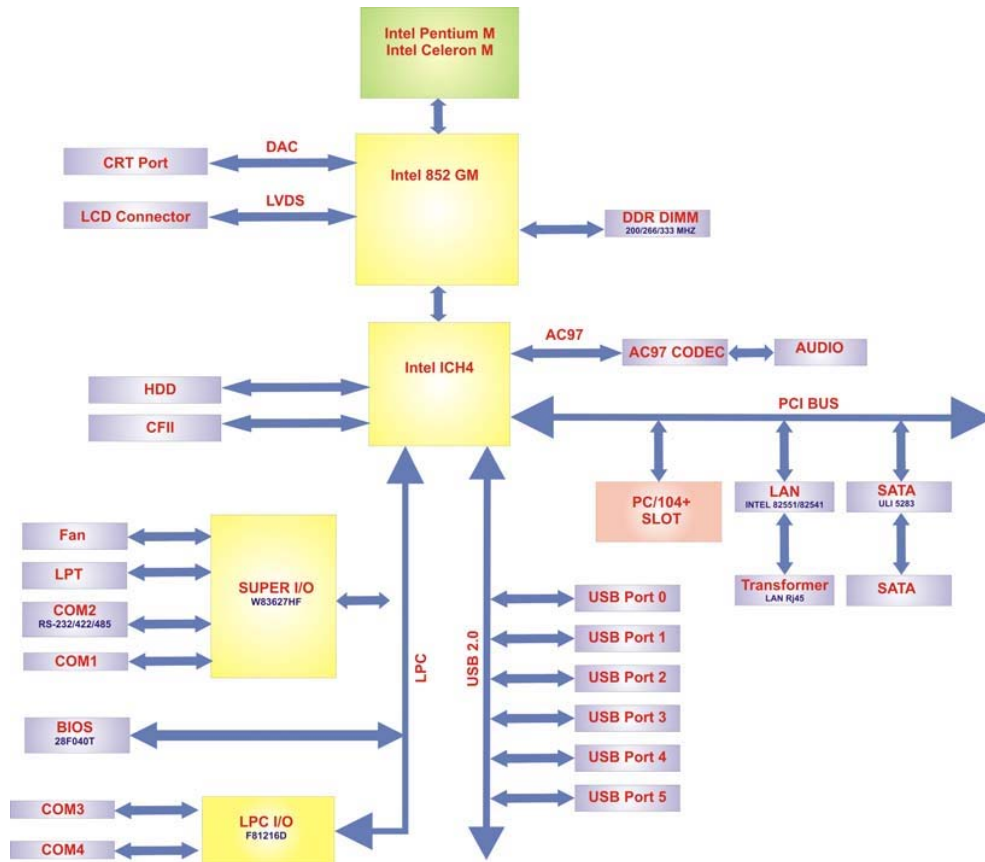 Intel Pentium M
Intel Celeron M
DAC
CRT Port
Intel 852 GM
LVDS
LCD Connector
DDR DIMM
200/266/333 MHZ
AC97
AC97 CODEC
AUDIO
Intel ICH4
HDD
CFII
PCI BUS
PC/104+
SLOT
LAN
INTEL 82551/82541
SATA
ULI 5283
Transformer
LAN Rj45
SATA
Fan
LPT
COM2
RS-232/422/485
COM1
SUPER I/O
W83627HF
LPC
USB 2.0
USB Port 0
USB Port 1
USB Port 2
USB Port 3
USB Port 4
USB Port 5
BIOS
28F040T
COM3
COM4
LPC I/O
F81216D